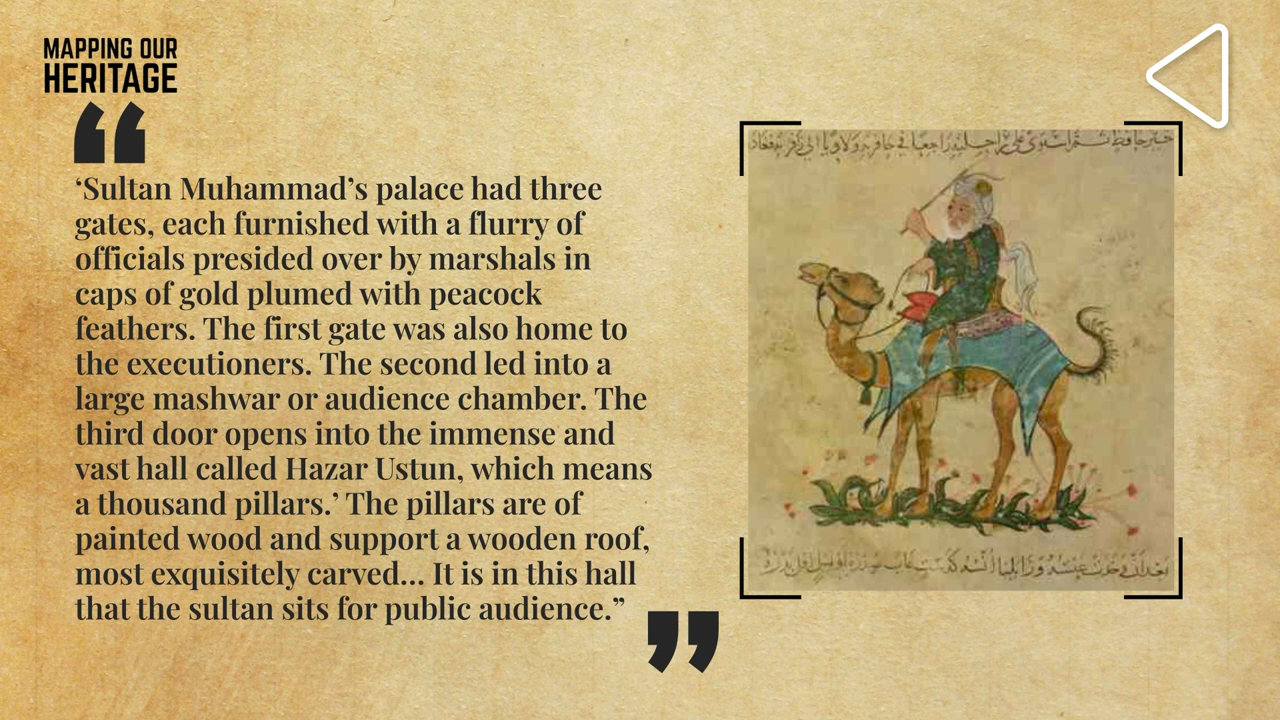 MAPPING OUR
HERITAGE
“
‘Sultan Muhammad’s palace had three
gates, each furnished with a flurry of
officials presided over by marshals in
caps of gold plumed with peacock
feathers. The first gate was also home to
the executioners. The second led into a
large mashwar or audience chamber. The
third door opens into the immense and
vast hall called Hazar Ustun, which means
a thousand pillars.’ The pillars are of
painted wood and support a wooden roof,
most exquisitely carved... It is in this hall
that the sultan sits for public audience.”
”